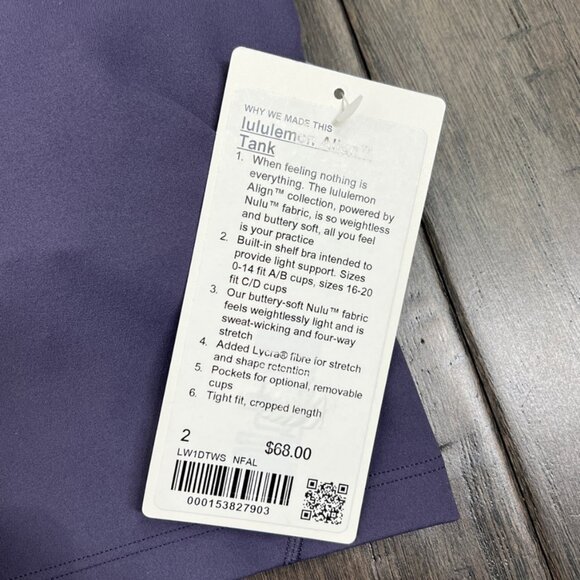 WHY WE MADE THIS
lululemon Align™
Tank
1. When feeling nothing is
everything. The lululemon
Align™ collection, powered by
Nulu™ fabric, is so weightless
and buttery soft, all you feel
is your practice
2. Built-in shelf bra intended to
provide light support. Sizes
0-14 fit A/B cups, sizes 16-20
fit C/D cups
3. Our buttery-soft Nulu™ fabric
feels weightlessly light and is
sweat-wicking and four-way
stretch
4. Added Lycra® fibre for stretch
and shape retention
5. Pockets for optional, removable
cups
6. Tight fit, cropped length
2 $68.00
LW1DTWS NFAL
000153827903